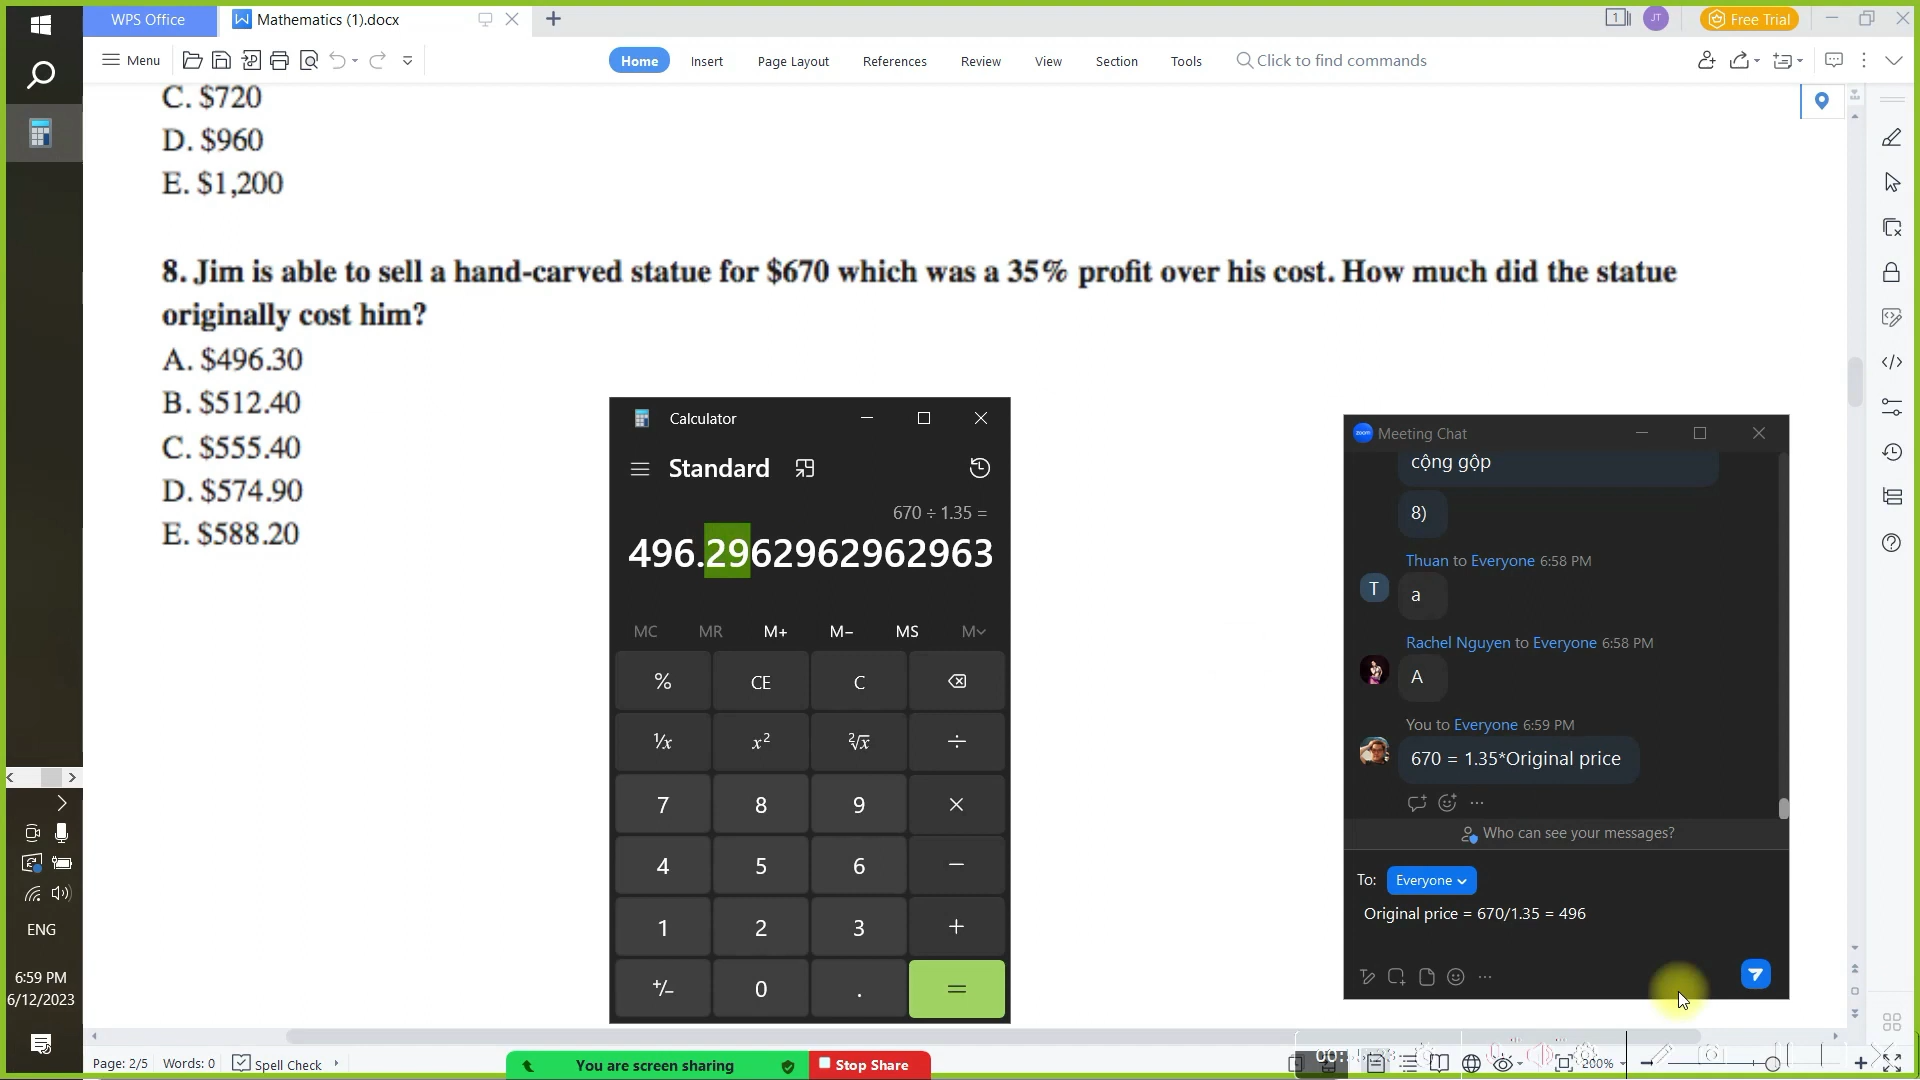 WPS Office
Mathematics (1).docx
JT
Free Trial
Menu
Home
Insert
Page Layout
References
Review
View
Section
Tools
Click to find commands
C. $720
D. $960
E. $1,200
8. Jim is able to sell a hand-carved statue for $670 which was a 35% profit over his cost. How much did the statue
originally cost him?
A. $496.30
B. $512.40
C. $555.40
D. $574.90
E. $588.20
Calculator
Standard
670 ÷ 1.35 =
496.2962962962963
MC MR M+ M− MS M
% CE C
⅟x x² ²√x ÷
7 8 9 ×
4 5 6 −
1 2 3 +
+/− 0 . =
zoom
Meeting Chat
cộng gộp
8)
Thuan to Everyone 6:58 PM
T
a
Rachel Nguyen to Everyone 6:58 PM
A
You to Everyone 6:59 PM
670 = 1.35*Original price
Who can see your messages?
To: Everyone
Original price = 670/1.35 = 496
ENG
6:59 PM
6/12/2023
Page: 2/5
Words: 0
Spell Check
You are screen sharing
Stop Share
200%